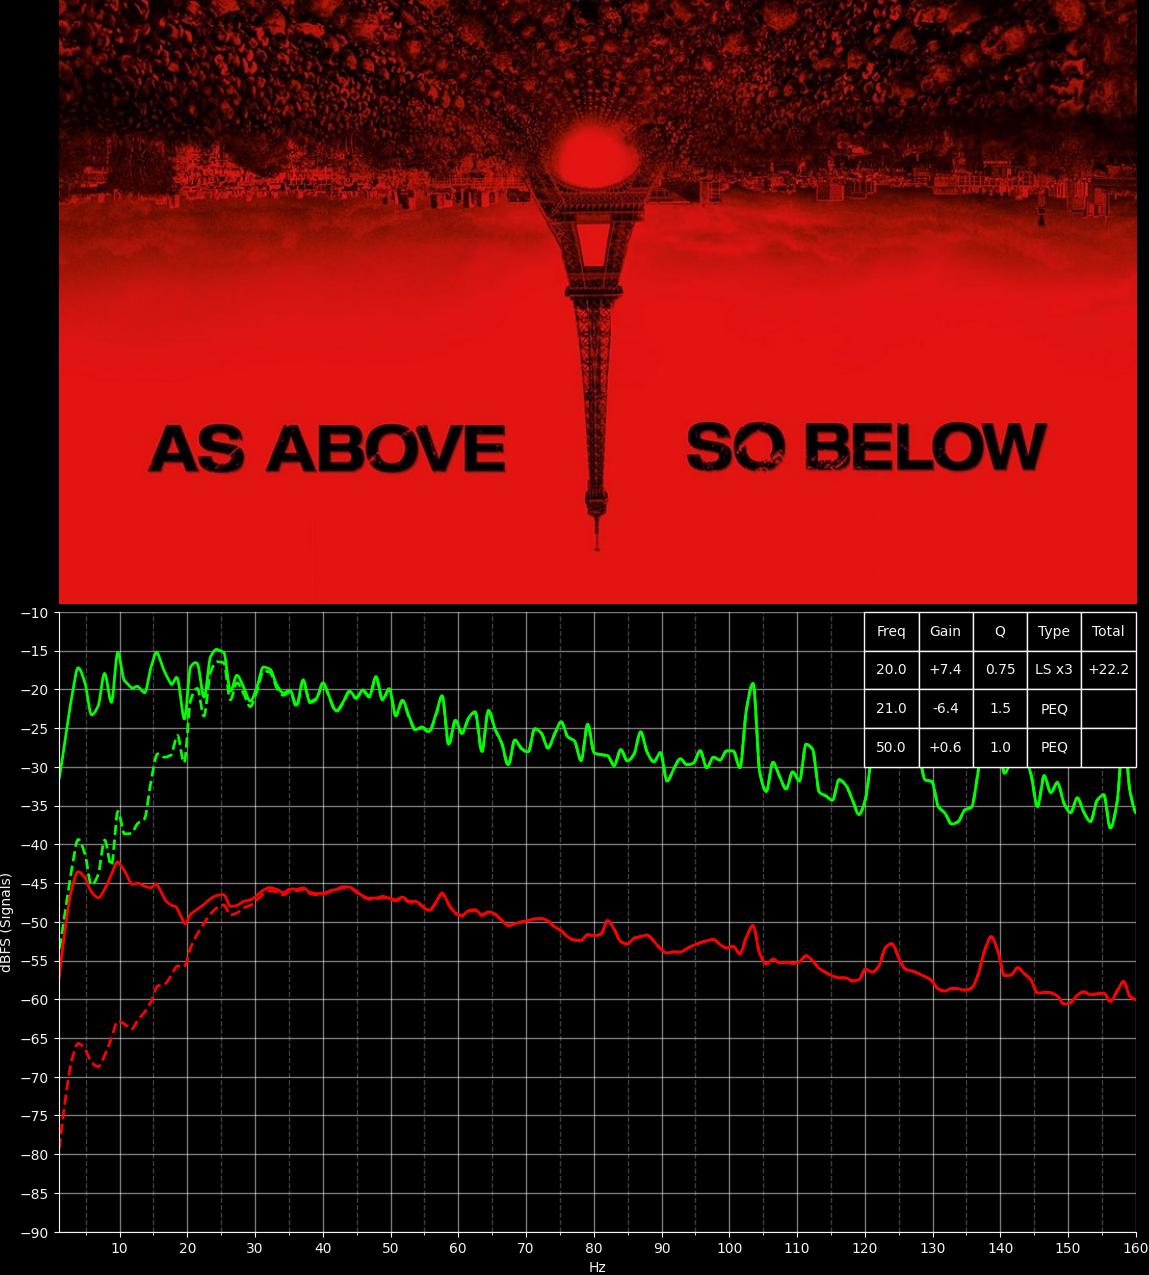 AS ABOVE SO BELOW
Freq Gain Q Type Total
20.0 +7.4 0.75 LS x3 +22.2
21.0 -6.4 1.5 PEQ
50.0 +0.6 1.0 PEQ
−10
−15
−20
−25
−30
−35
−40
−45
−50
−55
−60
−65
−70
−75
−80
−85
−90
dBFS (Signals)
10 20 30 40 50 60 70 80 90 100 110 120 130 140 150 160
Hz